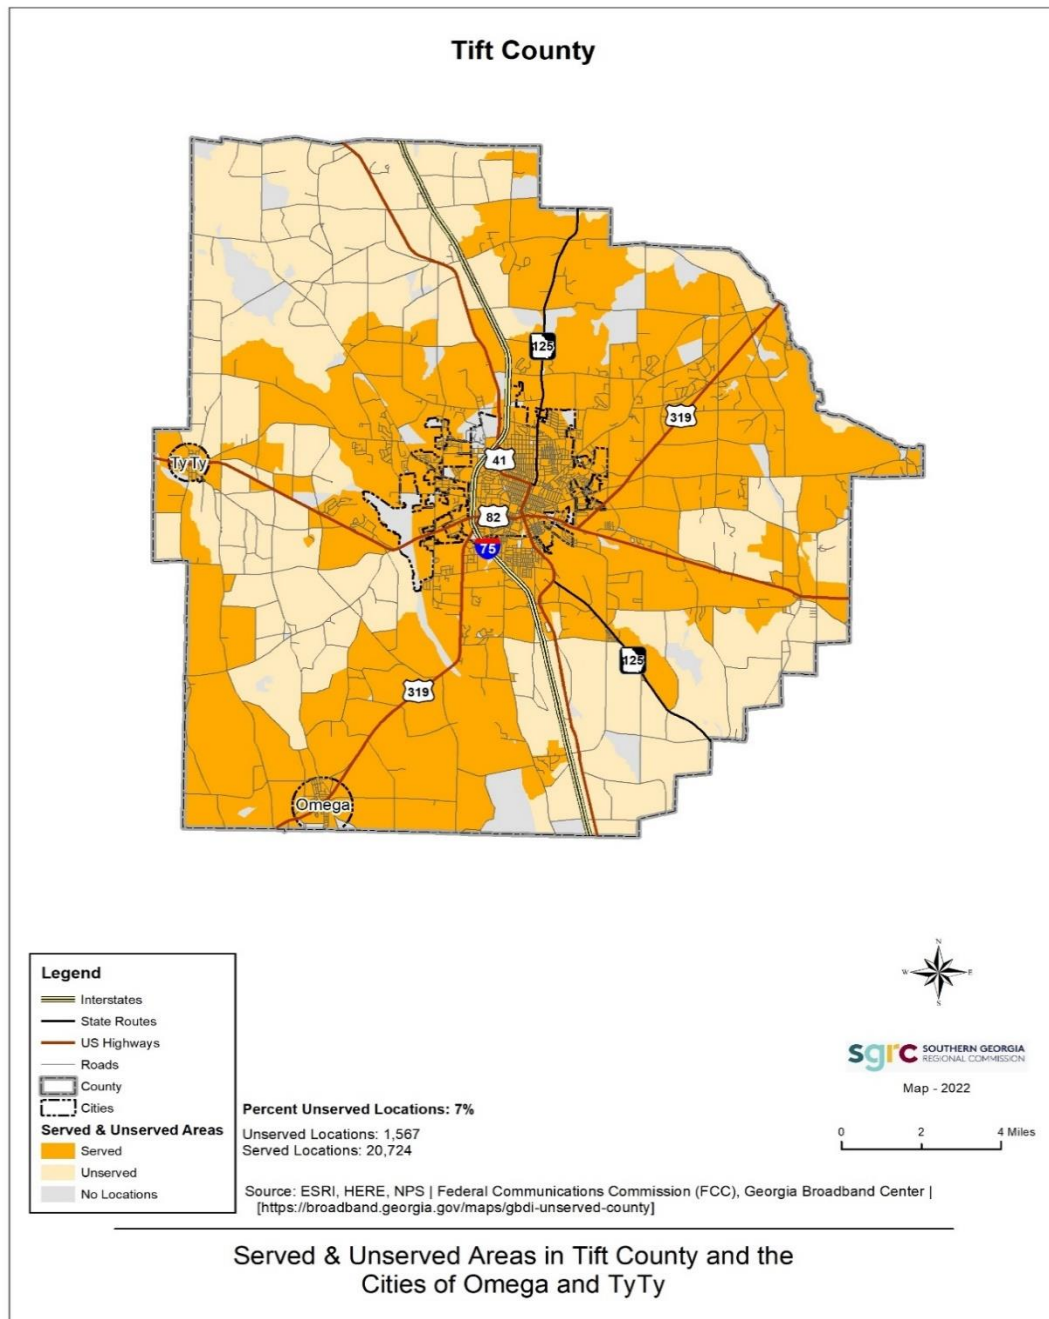 Tift County
125
319
TyTy
41
82
75
125
319
Omega
Legend
Interstates
State Routes
US Highways
Roads
County
Cities
Served & Unserved Areas
Served
Unserved
No Locations
Percent Unserved Locations: 7%
Unserved Locations: 1,567
Served Locations: 20,724
N
W
E
S
sgrc SOUTHERN GEORGIA
REGIONAL COMMISSION
Map - 2022
0 2 4 Miles
Source: ESRI, HERE, NPS | Federal Communications Commission (FCC), Georgia Broadband Center |
[https://broadband.georgia.gov/maps/gbdi-unserved-county]
Served & Unserved Areas in Tift County and the
Cities of Omega and TyTy